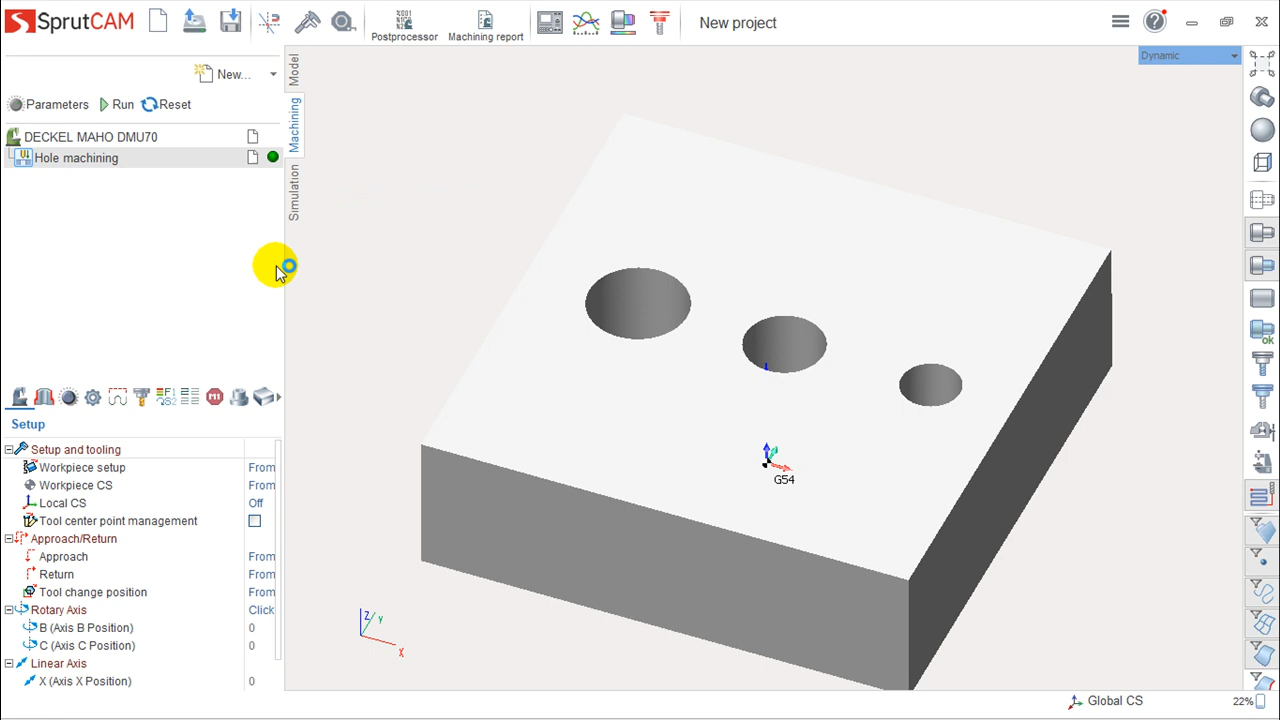 SprutCAM
Postprocessor
Machining report
New project
Dynamic
New...
Parameters
Run
Reset
DECKEL MAHO DMU70
Hole machining
Model
Machining
Simulation
G54
Setup
Setup and tooling
Workpiece setup From
Workpiece CS From
Local CS Off
Tool center point management
Approach/Return
Approach From
Return From
Tool change position From
Rotary Axis Click
B (Axis B Position) 0
C (Axis C Position) 0
Linear Axis
X (Axis X Position) 0
Z
y
X
ok
Global CS
22%